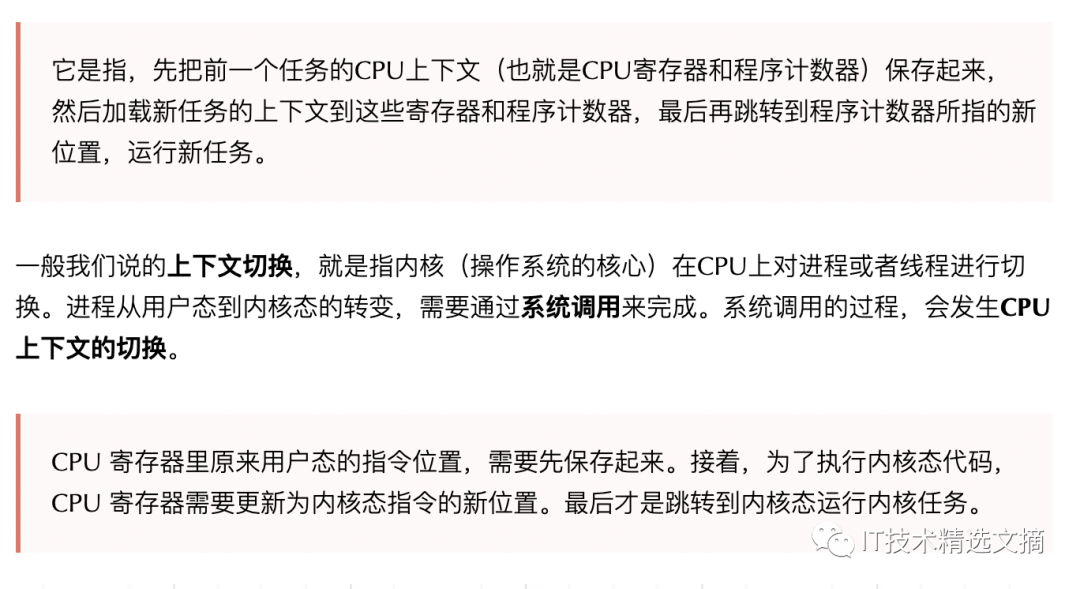 它是指，先把前一个任务的CPU上下文（也就是CPU寄存器和程序计数器）保存起来，
然后加载新任务的上下文到这些寄存器和程序计数器，最后再跳转到程序计数器所指的新
位置，运行新任务。
一般我们说的上下文切换，就是指内核（操作系统的核心）在CPU上对进程或者线程进行切
换。进程从用户态到内核态的转变，需要通过系统调用来完成。系统调用的过程，会发生CPU
上下文的切换。
CPU 寄存器里原来用户态的指令位置，需要先保存起来。接着，为了执行内核态代码，
CPU 寄存器需要更新为内核态指令的新位置。最后才是跳转到内核态运行内核任务。
IT技术精选文摘